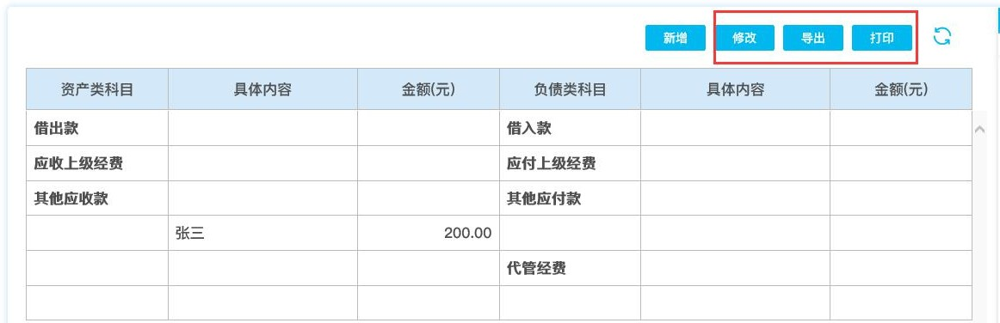 新增 修改 导出 打印
资产类科目 具体内容 金额(元) 负债类科目 具体内容 金额(元)
借出款 借入款
应收上级经费 应付上级经费
其他应收款 其他应付款
张三 200.00
代管经费